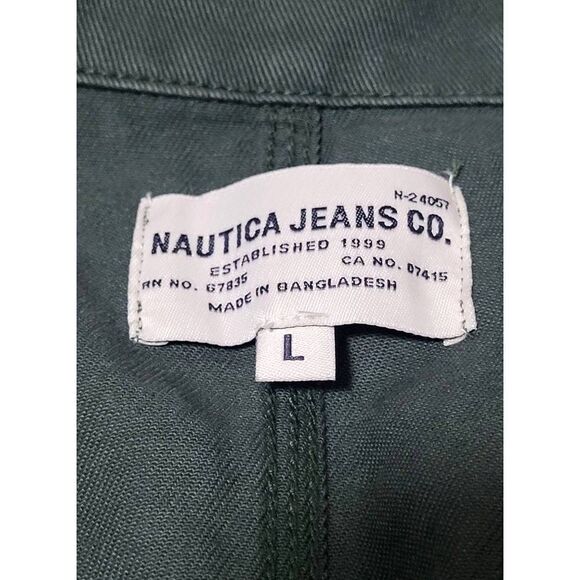 N-24057
NAUTICA JEANS CO.
ESTABLISHED 1999
RN NO. 67835 CA NO. 07415
MADE IN BANGLADESH
L